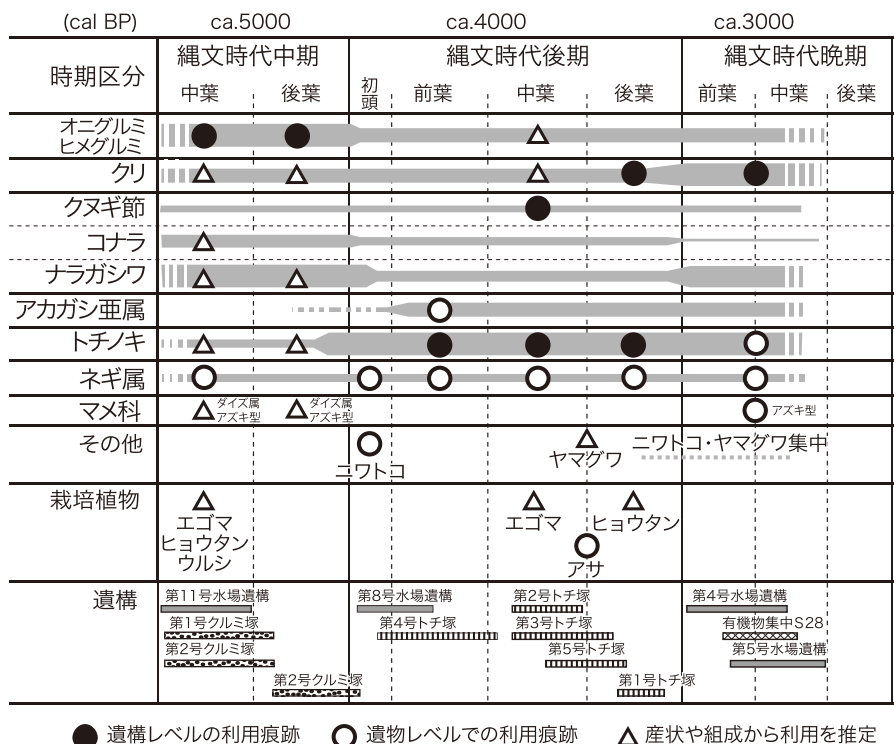 (cal BP) ca.5000 ca.4000 ca.3000
時期区分 縄文時代中期 縄文時代後期 縄文時代晩期
中葉 後葉 初頭 前葉 中葉 後葉 前葉 中葉 後葉
オニグルミ
ヒメグルミ
クリ
クヌギ節
コナラ
ナラガシワ
アカガシ亜属
トチノキ
ネギ属
マメ科 ダイズ属 ダイズ属 アズキ型
アズキ型 アズキ型
その他 ニワトコ・ヤマグワ集中
ニワトコ ヤマグワ
栽培植物
エゴマ エゴマ ヒョウタン
ヒョウタン
ウルシ アサ
遺構 第11号水場遺構 第8号水場遺構 第2号トチ塚 第4号水場遺構
第1号クルミ塚 第4号トチ塚 第3号トチ塚 有機物集中S28
第2号クルミ塚 第5号トチ塚 第5号水場遺構
第2号クルミ塚 第1号トチ塚
遺構レベルの利用痕跡 遺物レベルでの利用痕跡 産状や組成から利用を推定